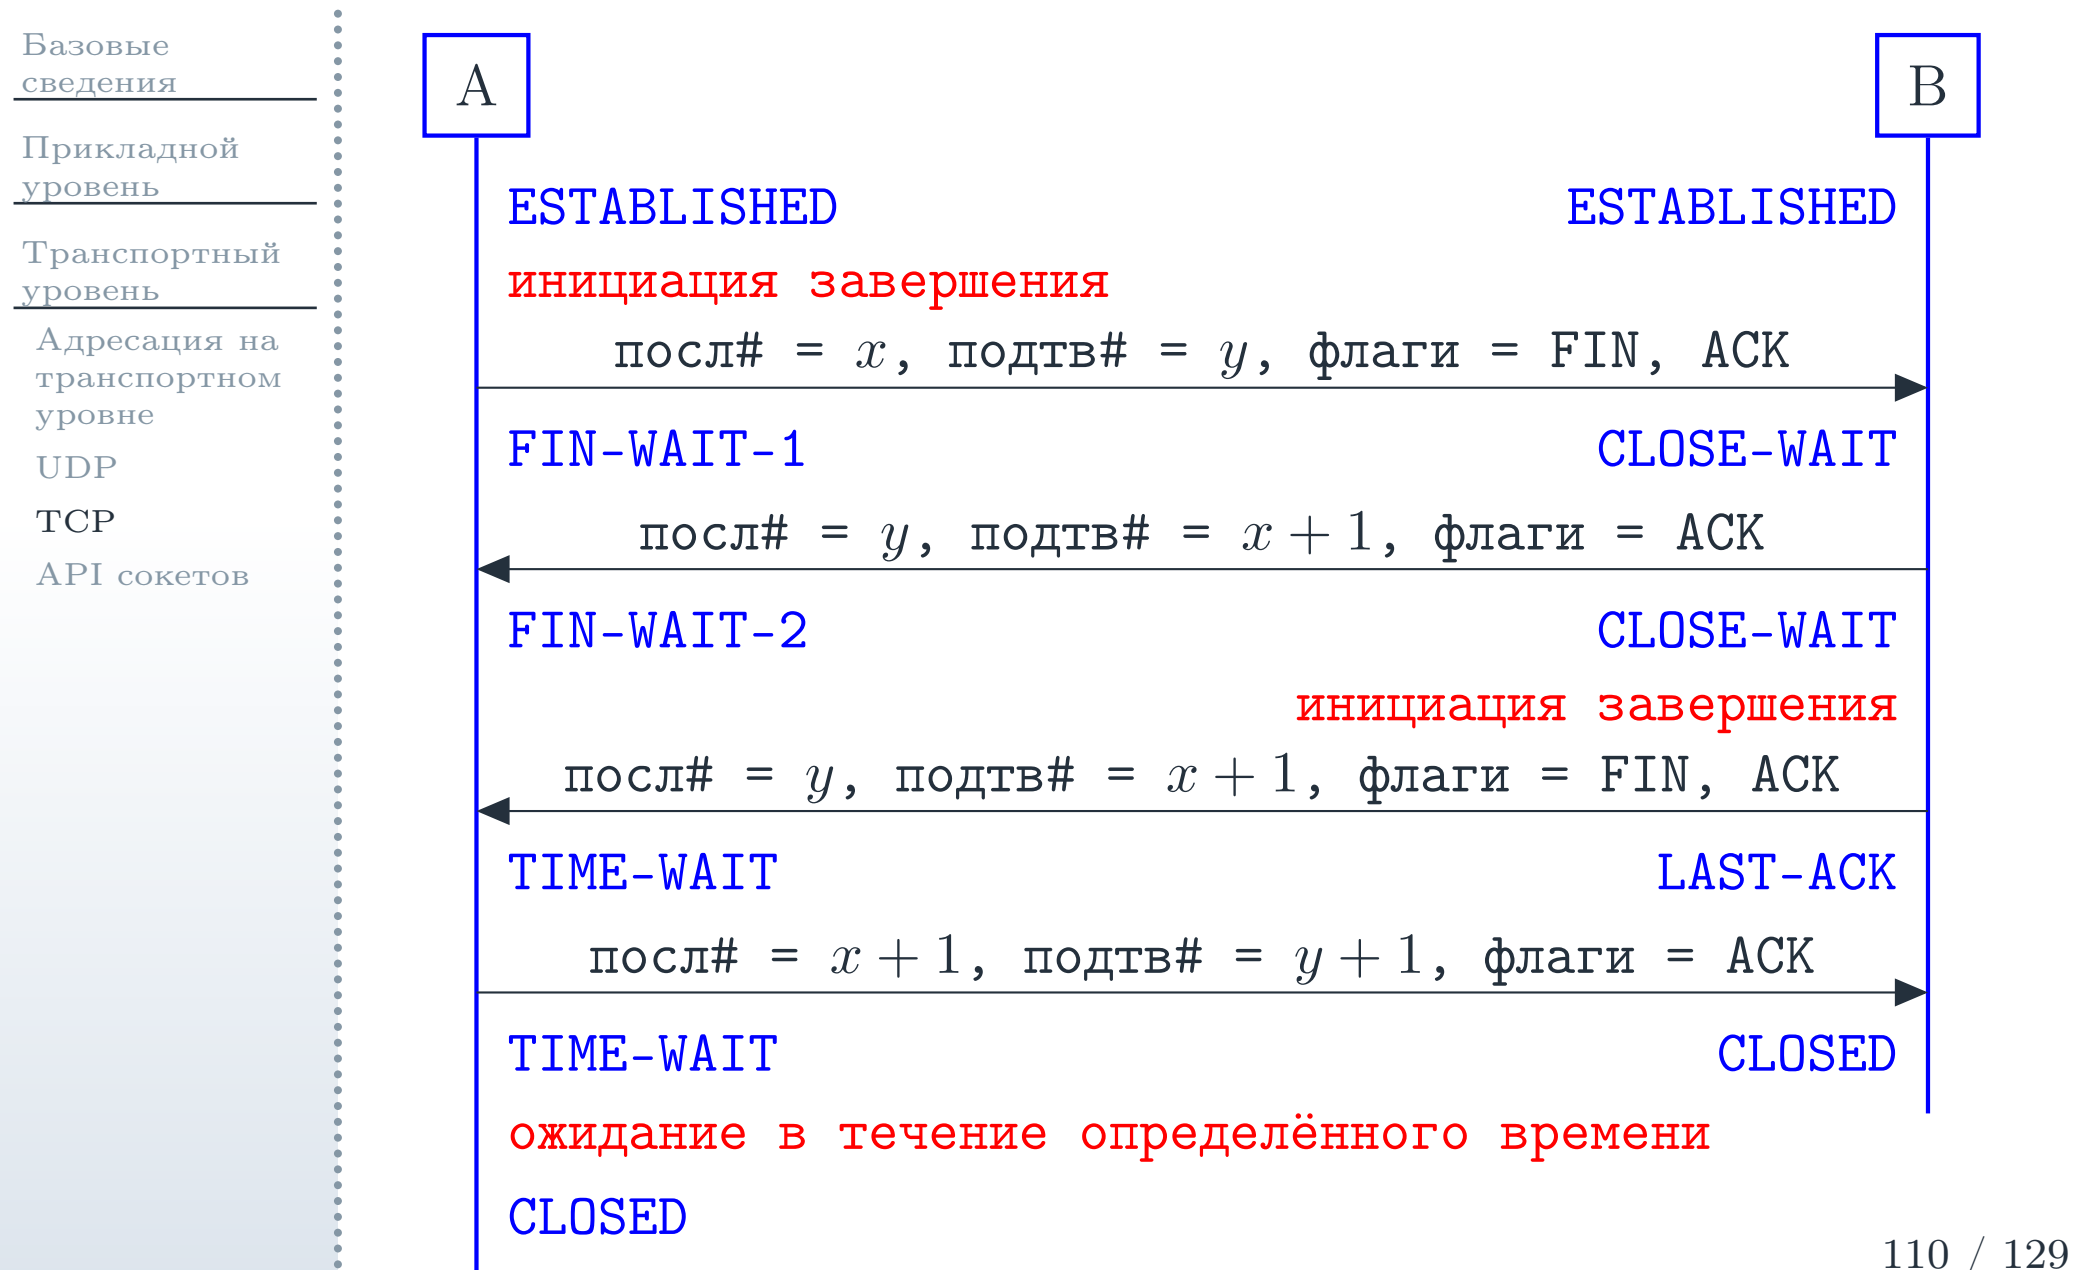 Базовые
сведения
Прикладной
уровень
Транспортный
уровень
Адресация на
транспортном
уровне
UDP
TCP
API сокетов
A
B
ESTABLISHED
ESTABLISHED
инициация завершения
посл# = x, подтв# = y, флаги = FIN, ACK
FIN-WAIT-1
CLOSE-WAIT
посл# = y, подтв# = x + 1, флаги = ACK
FIN-WAIT-2
CLOSE-WAIT
инициация завершения
посл# = y, подтв# = x + 1, флаги = FIN, ACK
TIME-WAIT
LAST-ACK
посл# = x + 1, подтв# = y + 1, флаги = ACK
TIME-WAIT
CLOSED
ожидание в течение определённого времени
CLOSED
110 / 129